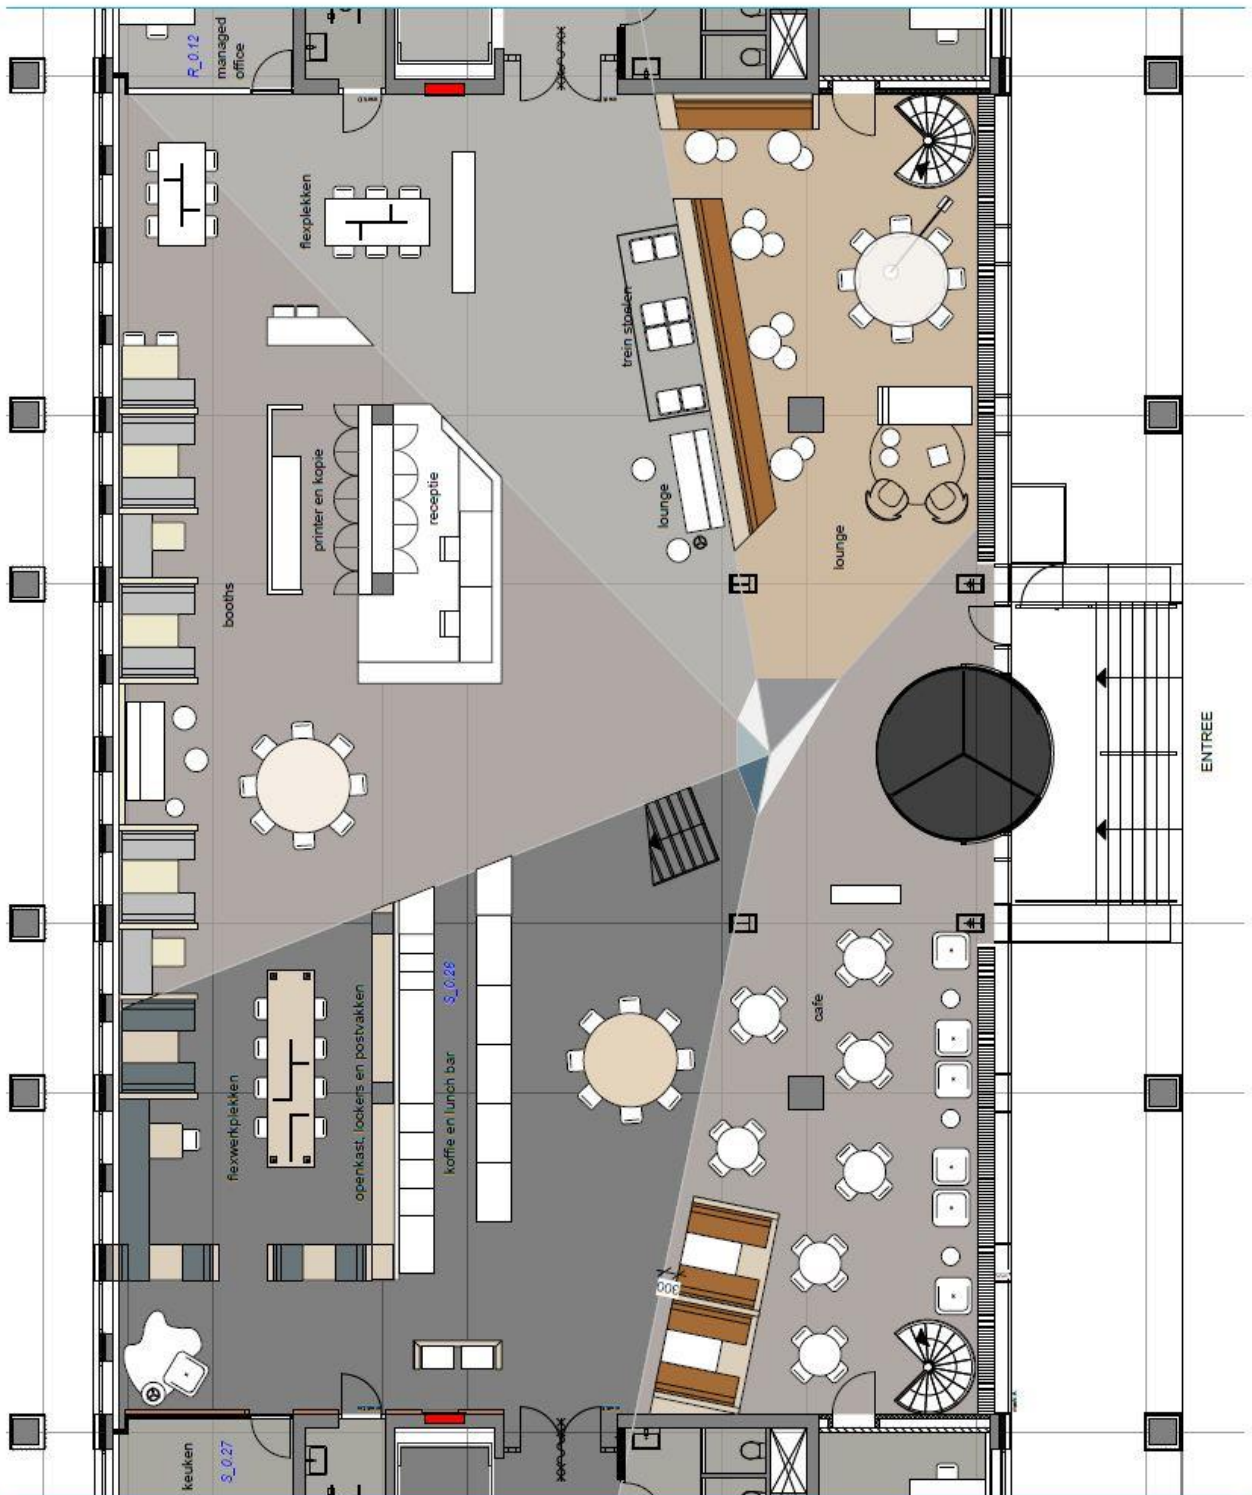 R_0.12
managed
office
flexplekken
trein stoelen
printer en kopie
receptie
lounge
lounge
booths
ENTREE
cafe
flexwerkplekken
openkast, lockers en postvakken
koffie en lunch bar
S_0.26
300
keuken
S_0.27